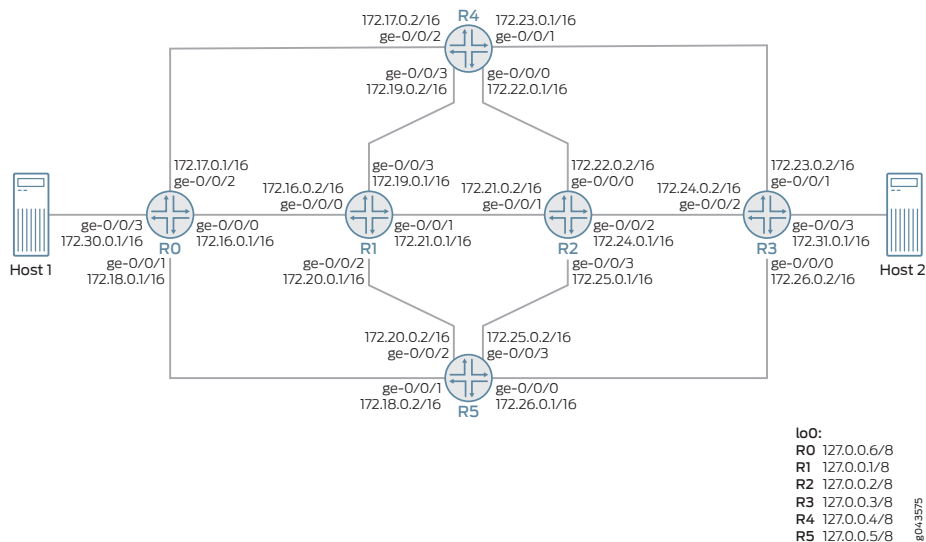 172.17.0.2/16
ge-0/0/2
R4
172.23.0.1/16
ge-0/0/1
ge-0/0/3
172.19.0.2/16
ge-0/0/0
172.22.0.1/16
172.17.0.1/16
ge-0/0/2
172.16.0.2/16
ge-0/0/0
ge-0/0/3
172.19.0.1/16
172.21.0.2/16
ge-0/0/1
172.22.0.2/16
ge-0/0/0
172.24.0.2/16
ge-0/0/2
172.23.0.2/16
ge-0/0/1
Host 1
ge-0/0/3
172.30.0.1/16
R0
ge-0/0/0
172.16.0.1/16
ge-0/0/1
172.18.0.1/16
R1
ge-0/0/1
172.21.0.1/16
ge-0/0/2
172.20.0.1/16
R2
ge-0/0/2
172.24.0.1/16
ge-0/0/3
172.25.0.1/16
R3
ge-0/0/3
172.31.0.1/16
ge-0/0/0
172.26.0.2/16
Host 2
172.20.0.2/16
ge-0/0/2
172.25.0.2/16
ge-0/0/3
ge-0/0/1
172.18.0.2/16
R5
ge-0/0/0
172.26.0.1/16
lo0:
R0 127.0.0.6/8
R1 127.0.0.1/8
R2 127.0.0.2/8
R3 127.0.0.3/8
R4 127.0.0.4/8
R5 127.0.0.5/8
g043575